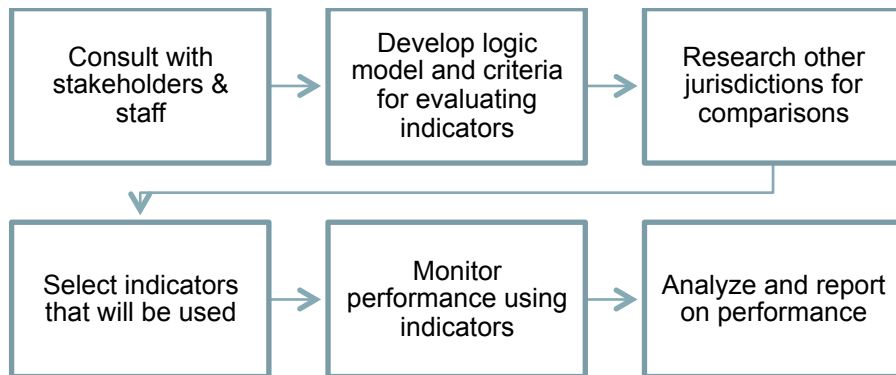 Consult with
stakeholders &
staff
Develop logic
model and criteria
for evaluating
indicators
Research other
jurisdictions for
comparisons
Select indicators
that will be used
Monitor
performance using
indicators
Analyze and report
on performance